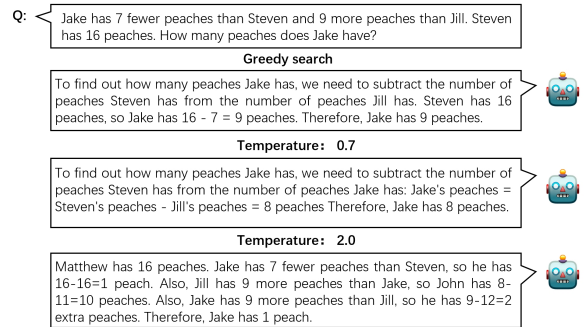 Q:
Jake has 7 fewer peaches than Steven and 9 more peaches than Jill. Steven
has 16 peaches. How many peaches does Jake have?
Greedy search
To find out how many peaches Jake has, we need to subtract the number of
peaches Steven has from the number of peaches Jill has. Steven has 16
peaches, so Jake has 16 - 7 = 9 peaches. Therefore, Jake has 9 peaches.
Temperature： 0.7
To find out how many peaches Jake has, we need to subtract the number of
peaches Steven has from the number of peaches Jake has: Jake's peaches =
Steven's peaches - Jill's peaches = 8 peaches Therefore, Jake has 8 peaches.
Temperature： 2.0
Matthew has 16 peaches. Jake has 7 fewer peaches than Steven, so he has
16-16=1 peach. Also, Jill has 9 more peaches than Jake, so John has 8-
11=10 peaches. Also, Jake has 9 more peaches than Jill, so he has 9-12=2
extra peaches. Therefore, Jake has 1 peach.